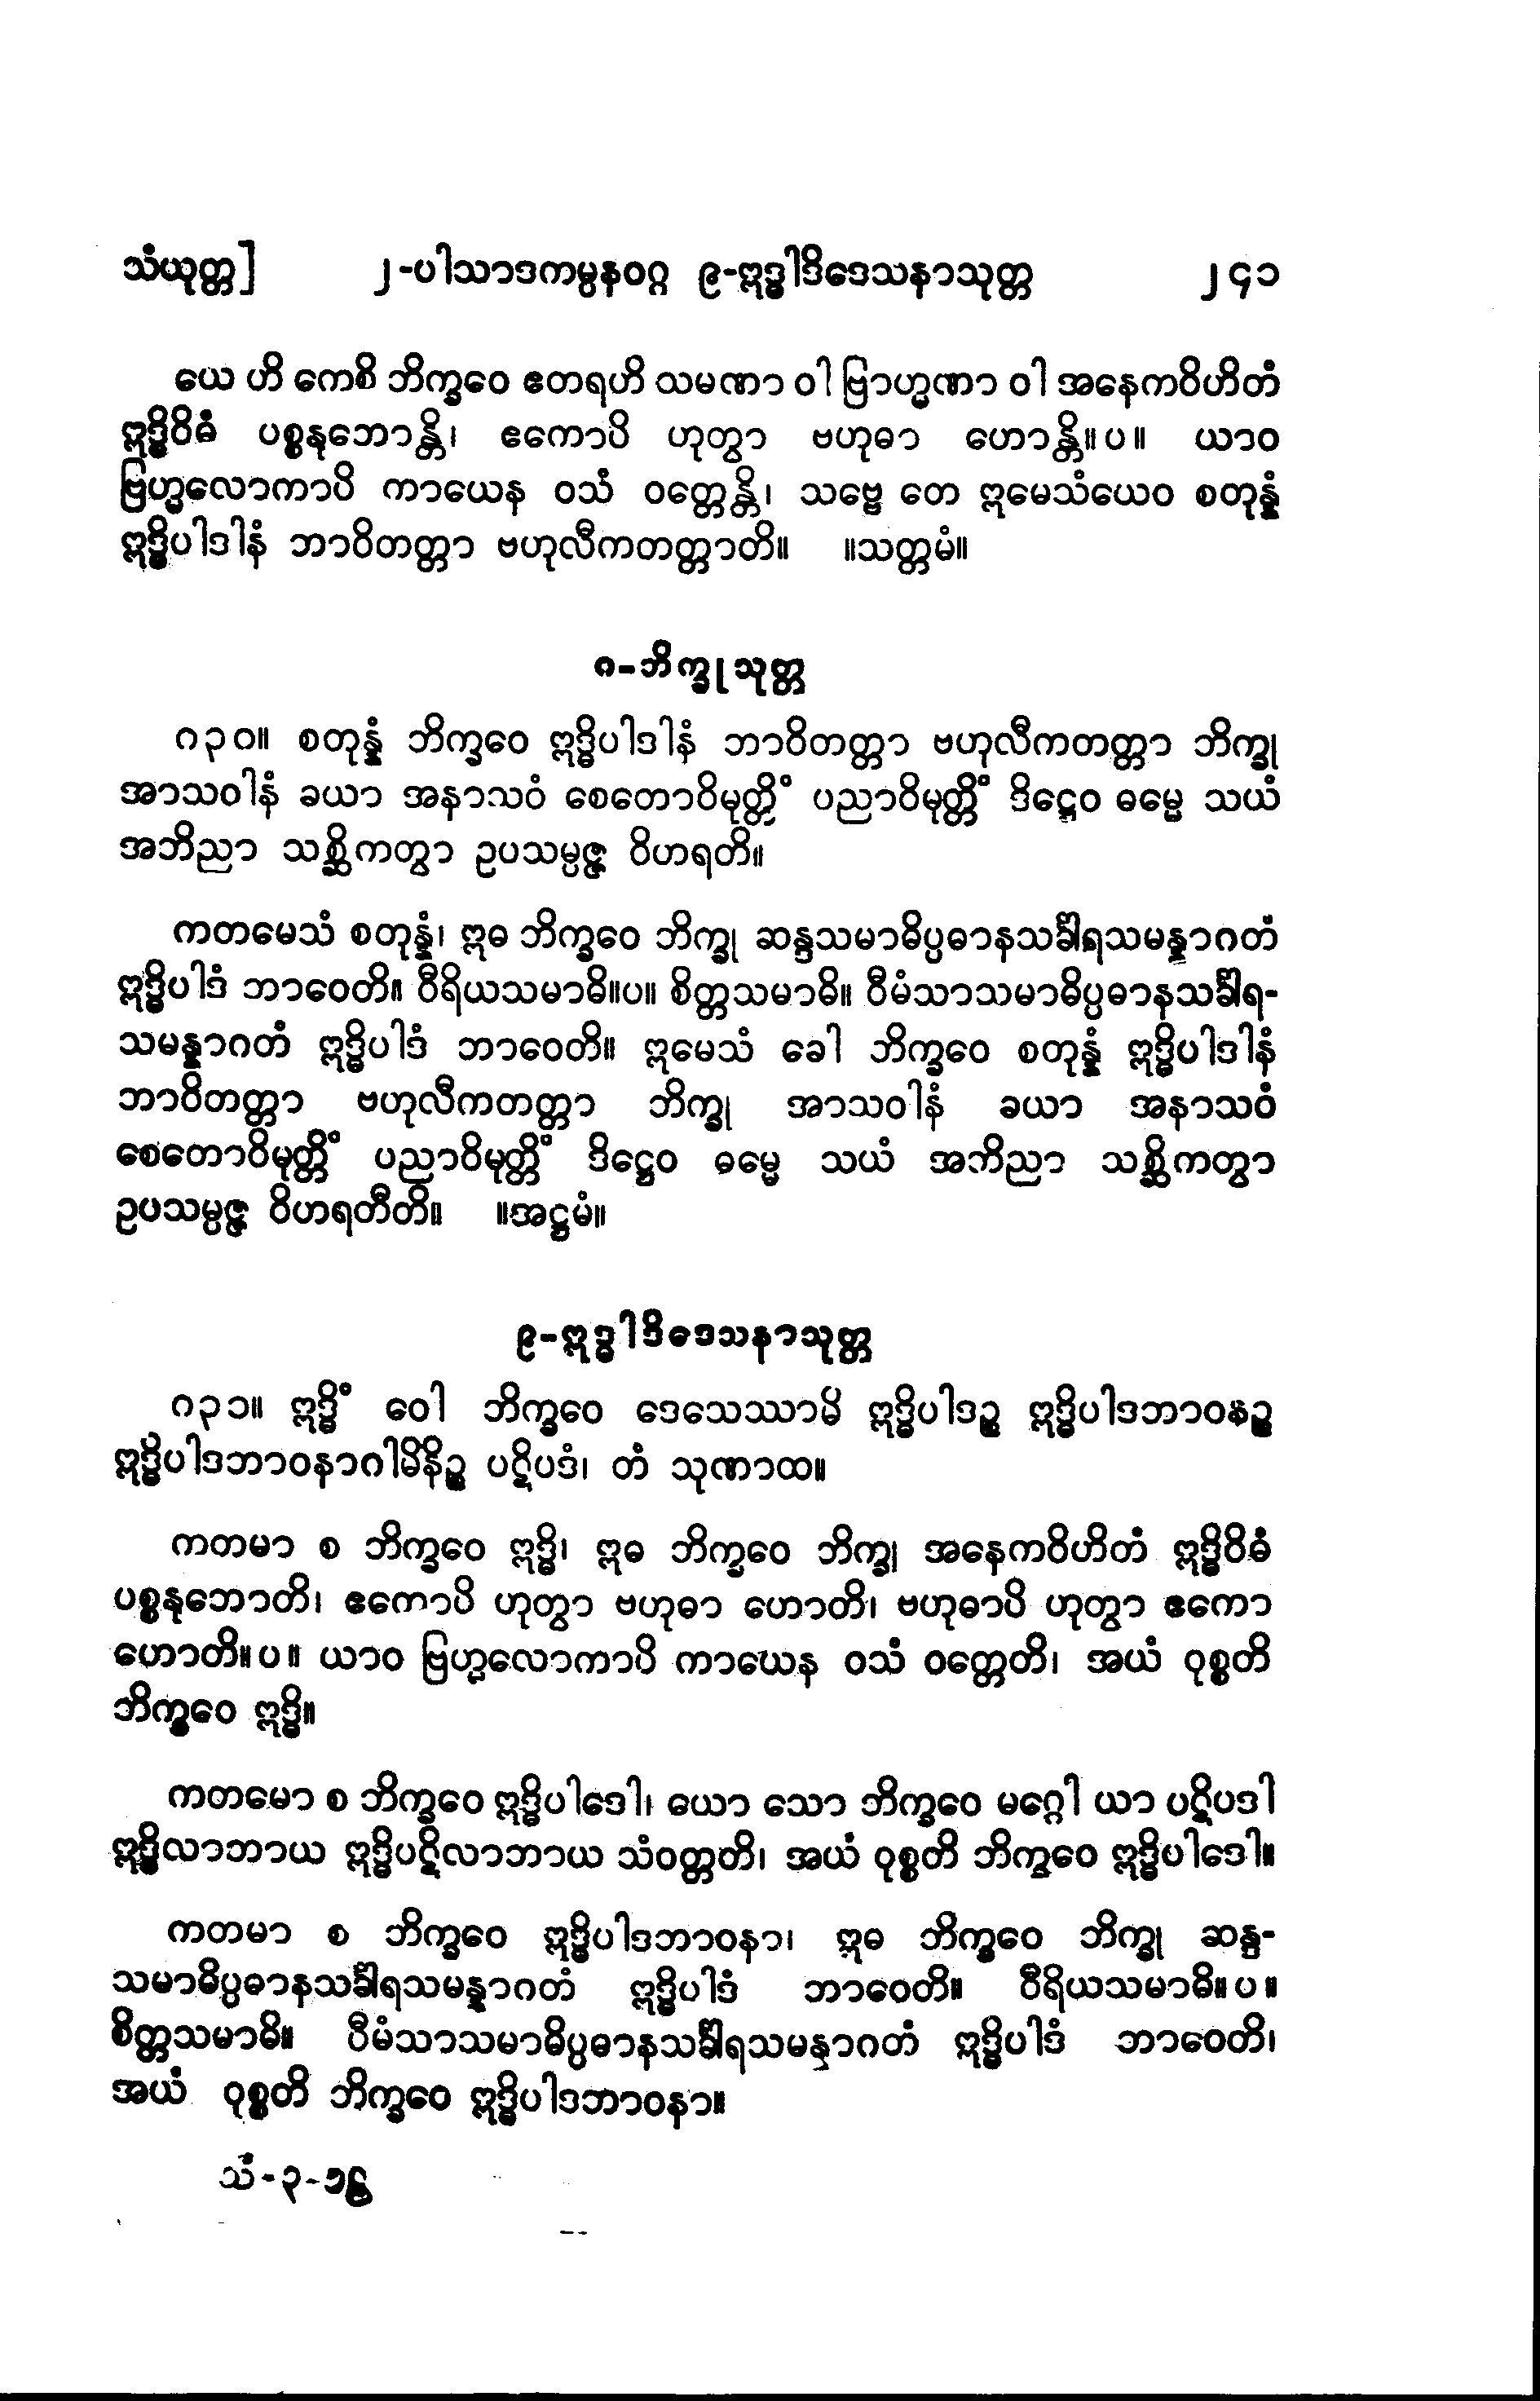 သံယုတ္တ] ၂-ပါသာဒကမ္ပနဝဂ္ဂ ၉-ဣဒ္ဓါဒိဒေသနာသုတ္တ ၂၄၁
ယေ ဟိ ကေစိ ဘိက္ခဝေ ဧတရဟိ သမဏာ ဝါ ဗြာဟ္မဏာ ဝါ အနေကဝိဟိတံ
ဣဒ္ဓိဝိဓံ ပစ္စနုဘောန္တိ၊ ဧကောပိ ဟုတွာ ဗဟုဓာ ဟောန္တိ။ပ။ ယာဝ
ဗြဟ္မလောကာပိ ကာယေန ဝသံ ဝတ္တေန္တိ၊ သဗ္ဗေ တေ ဣမေသံယေဝ စတုန္နံ
ဣဒ္ဓိပါဒါနံ ဘာဝိတတ္တာ ဗဟုလီကတတ္တာတိ။ ။သတ္တမံ။
၈-ဘိက္ခုသုတ္တ
၈၃၀။ စတုန္နံ ဘိက္ခဝေ ဣဒ္ဓိပါဒါနံ ဘာဝိတတ္တာ ဗဟုလီကတတ္တာ ဘိက္ခု
အာသဝါနံ ခယာ အနာသဝံ စေတောဝိမုတ္တိံ ပညာဝိမုတ္တိံ ဒိဋ္ဌေဝ ဓမ္မေ သယံ
အဘိညာ သစ္ဆိကတွာ ဥပသမ္ပဇ္ဇ ဝိဟရတိ။
ကတမေသံ စတုန္နံ၊ ဣဓ ဘိက္ခဝေ ဘိက္ခု ဆန္ဒသမာဓိပ္ပဓာနသင်္ခါရသမန္နာဂတံ
ဣဒ္ဓိပါဒံ ဘာဝေတိ။ ဝီရိယသမာဓိ။ပ။ စိတ္တသမာဓိ။ ဝီမံသာသမာဓိပ္ပဓာနသင်္ခါရ-
သမန္နာဂတံ ဣဒ္ဓိပါဒံ ဘာဝေတိ။ ဣမေသံ ခေါ ဘိက္ခဝေ စတုန္နံ ဣဒ္ဓိပါဒါနံ
ဘာဝိတတ္တာ ဗဟုလီကတတ္တာ ဘိက္ခု အာသဝါနံ ခယာ အနာသဝံ
စေတောဝိမုတ္တိံ ပညာဝိမုတ္တိံ ဒိဋ္ဌေဝ ဓမ္မေ သယံ အဘိညာ သစ္ဆိကတွာ
ဥပသမ္ပဇ္ဇ ဝိဟရတီတိ။ ။အဋ္ဌမံ။
၉-ဣဒ္ဓါဒိဒေသနာသုတ္တ
၈၃၁။ ဣဒ္ဓိံ ဝေါ ဘိက္ခဝေ ဒေသေဿာမိ ဣဒ္ဓိပါဒဉ္စ ဣဒ္ဓိပါဒဘာဝနဉ္စ
ဣဒ္ဓိပါဒဘာဝနာဂါမိနိဉ္စ ပဋိပဒံ၊ တံ သုဏာထ။
ကတမာ စ ဘိက္ခဝေ ဣဒ္ဓိ၊ ဣဓ ဘိက္ခဝေ ဘိက္ခု အနေကဝိဟိတံ ဣဒ္ဓိဝိဓံ
ပစ္စနုဘောတိ၊ ဧကောပိ ဟုတွာ ဗဟုဓာ ဟောတိ၊ ဗဟုဓာပိ ဟုတွာ ဧကော
ဟောတိ။ပ။ ယာဝ ဗြဟ္မလောကာပိ ကာယေန ဝသံ ဝတ္တေတိ၊ အယံ ဝုစ္စတိ
ဘိက္ခဝေ ဣဒ္ဓိ။
ကတမော စ ဘိက္ခဝေ ဣဒ္ဓိပါဒေါ၊ ယော သော ဘိက္ခဝေ မဂ္ဂေါ ယာ ပဋိပဒါ
ဣဒ္ဓိလာဘာယ ဣဒ္ဓိပဋိလာဘာယ သံဝတ္တတိ၊ အယံ ဝုစ္စတိ ဘိက္ခဝေ ဣဒ္ဓိပါဒေါ။
ကတမာ စ ဘိက္ခဝေ ဣဒ္ဓိပါဒဘာဝနာ၊ ဣဓ ဘိက္ခဝေ ဘိက္ခု ဆန္ဒ-
သမာဓိပ္ပဓာနသင်္ခါရသမန္နာဂတံ ဣဒ္ဓိပါဒံ ဘာဝေတိ။ ဝီရိယသမာဓိ။ပ။
စိတ္တသမာဓိ။ ဝီမံသာသမာဓိပ္ပဓာနသင်္ခါရသမန္နာဂတံ ဣဒ္ဓိပါဒံ ဘာဝေတိ၊
အယံ ဝုစ္စတိ ဘိက္ခဝေ ဣဒ္ဓိပါဒဘာဝနာ။